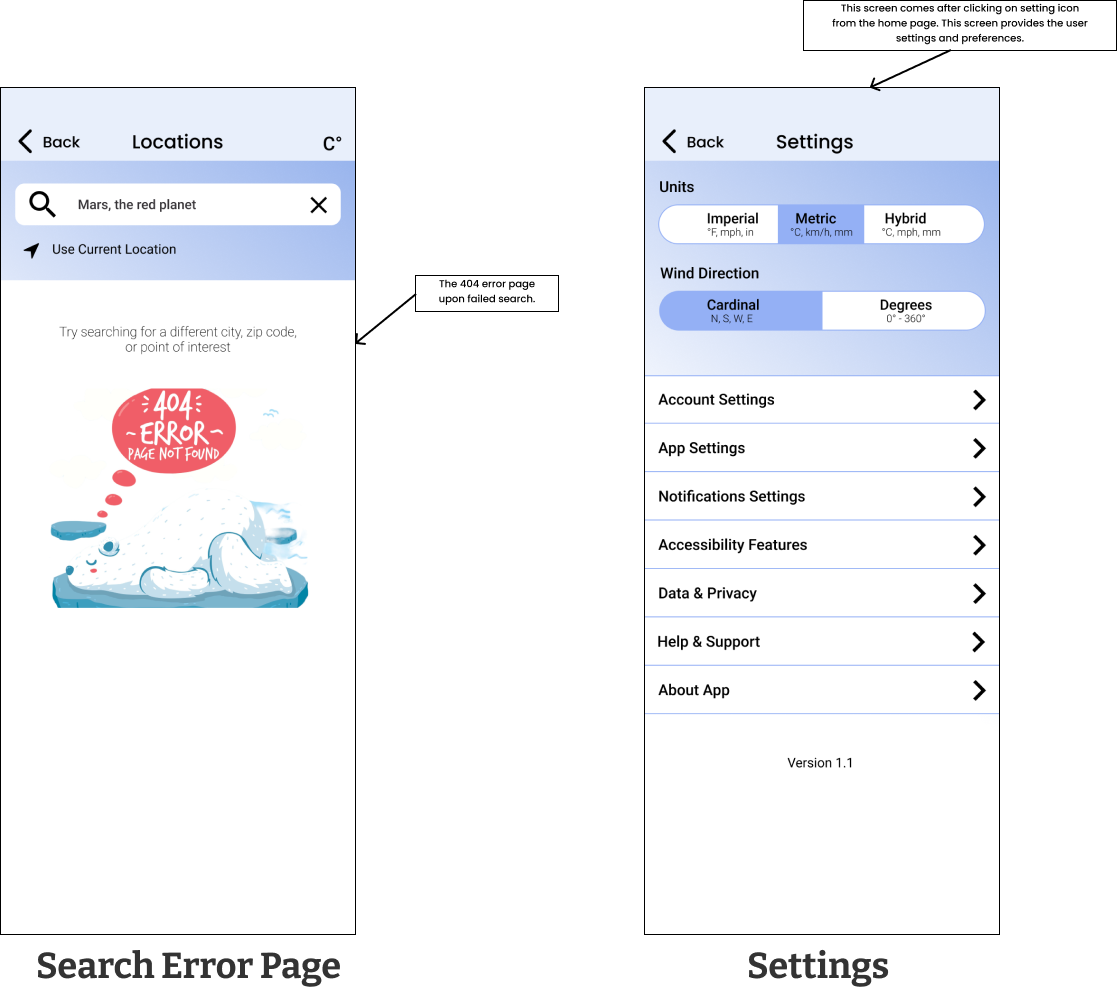 This screen comes after clicking on setting icon
from the home page. This screen provides the user
settings and preferences.
Back
Locations
C°
Mars, the red planet
Use Current Location
The 404 error page
upon failed search.
Try searching for a different city, zip code,
or point of interest
404
ERROR
PAGE NOT FOUND
Search Error Page
Back
Settings
Units
Imperial
°F, mph, in
Metric
°C, km/h, mm
Hybrid
°C, mph, mm
Wind Direction
Cardinal
N, S, W, E
Degrees
0° - 360°
Account Settings
App Settings
Notifications Settings
Accessibility Features
Data & Privacy
Help & Support
About App
Version 1.1
Settings